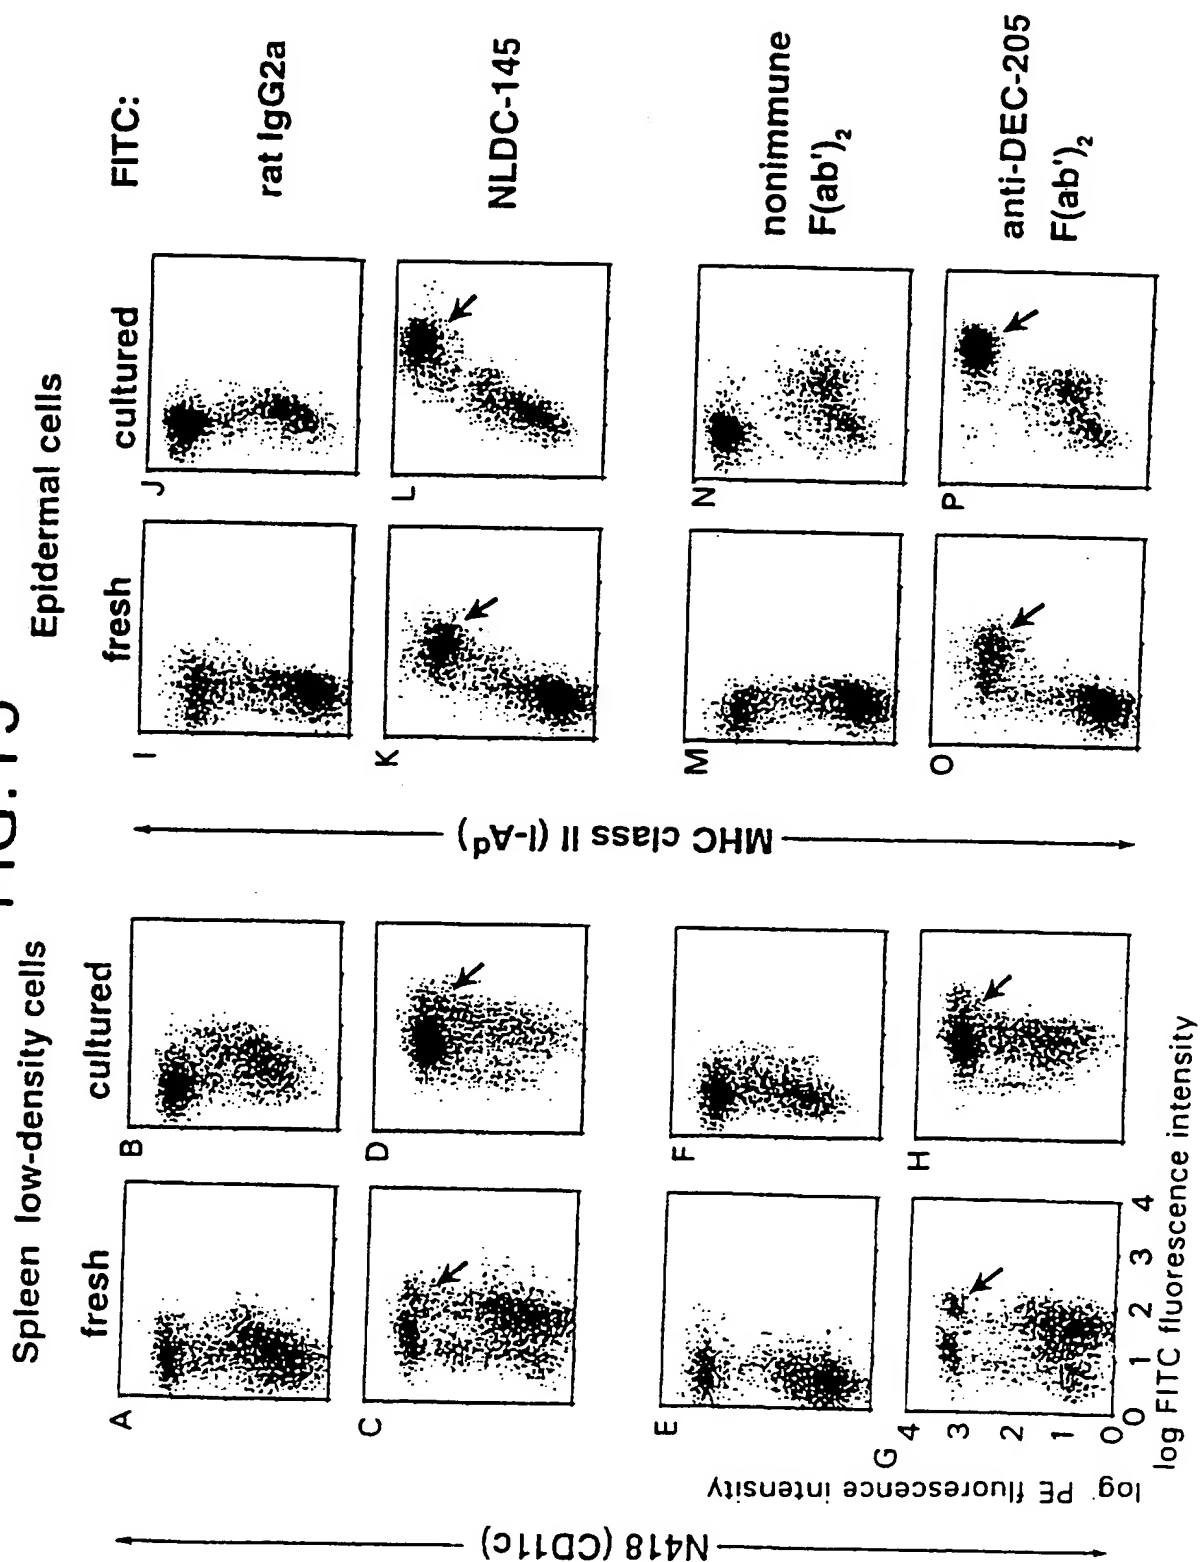 FIG.
Spleen low-density cells
Epidermal cells
fresh
cultured
fresh
cultured
FITC:
A
B
I
J
rat IgG2a
C
D
K
L
NLDC-145
E
F
M
N
nonimmune
F(ab')2
G
H
O
P
anti-DEC-205
F(ab')2
N418 (CD11c)
MHC class II (I-Ad)
log PE fluorescence intensity
4
3
2
1
0
0 1 2 3 4
log FITC fluorescence intensity